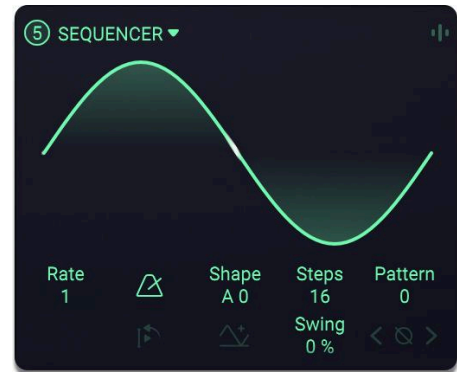 5 SEQUENCER
Rate Shape Steps Pattern
1 A 0 16 0
Swing
0 %